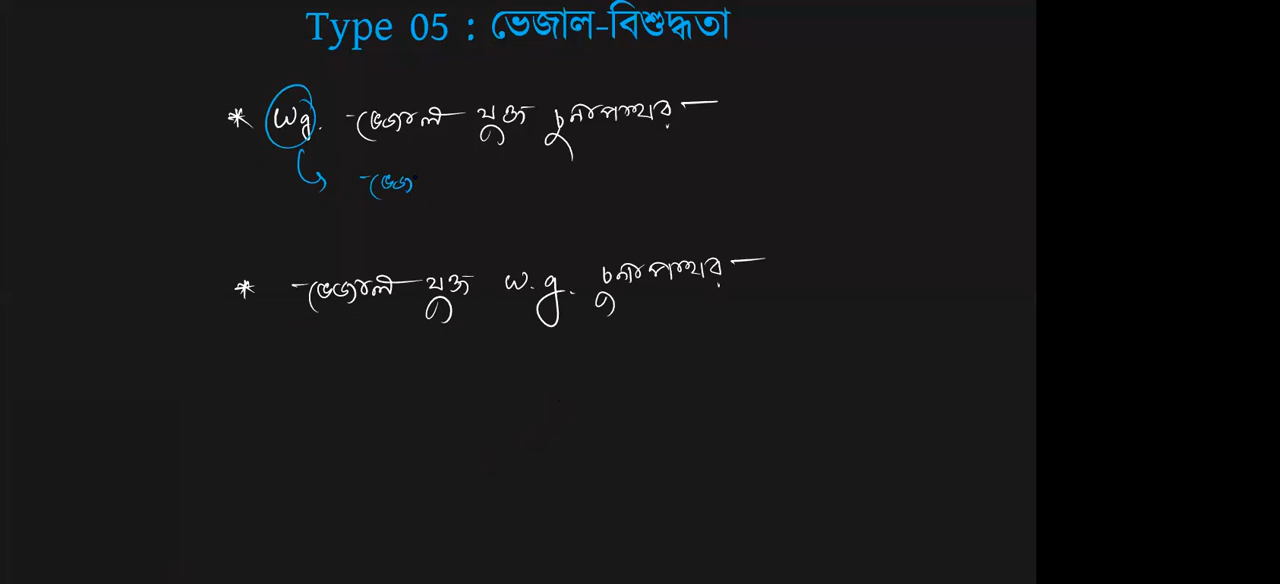 Type 05 : ভেজাল-বিশুদ্ধতা
* Wg. ভেজাল যুক্ত চুনাপাথর —
ভেজ
* ভেজাল যুক্ত w.g. চুনাপাথর —